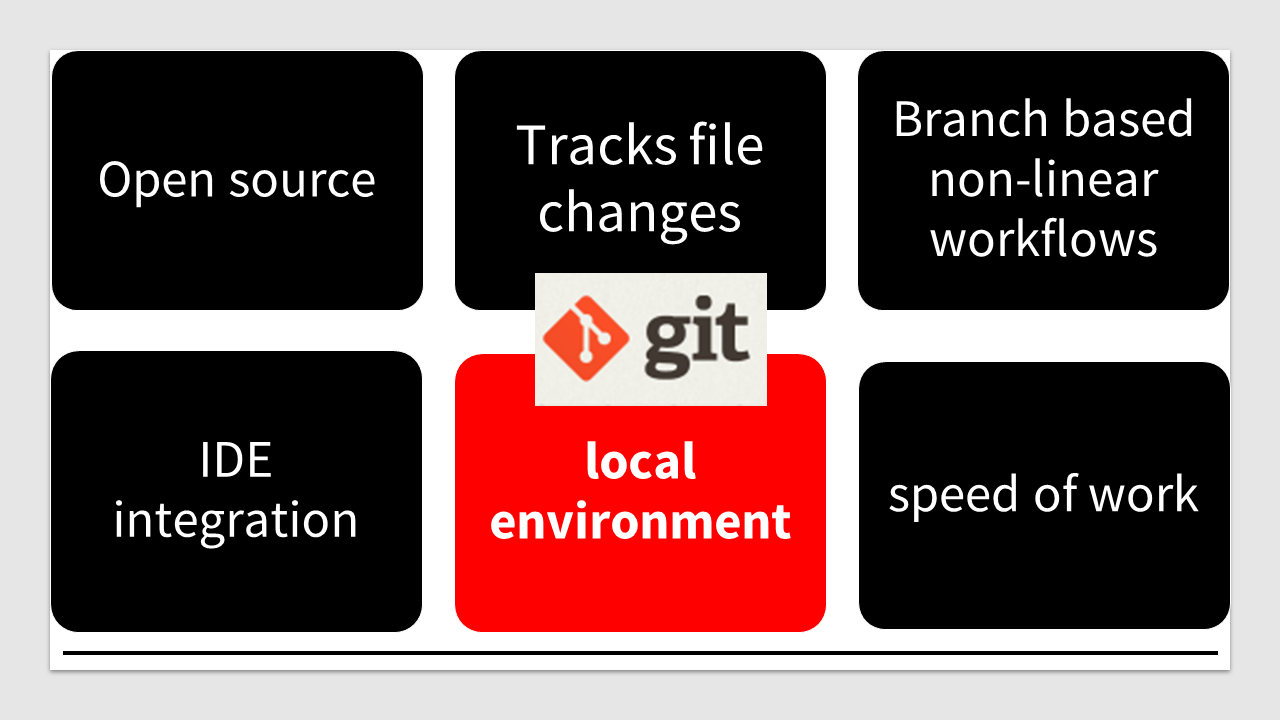 Open source
Tracks file
changes
Branch based
non-linear
workflows
git
IDE
integration
local
environment
speed of work